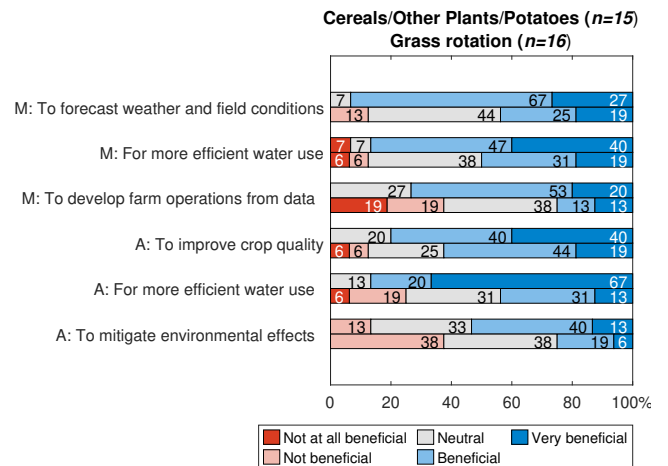 Cereals/Other Plants/Potatoes (n=15)
Grass rotation (n=16)
M: To forecast weather and field conditions
7 67 27
13 44 25 19
M: For more efficient water use
7 7 47 40
6 6 38 31 19
M: To develop farm operations from data
27 53 20
19 19 38 13 13
A: To improve crop quality
20 40 40
6 6 25 44 19
A: For more efficient water use
13 20 67
6 19 31 31 13
A: To mitigate environmental effects
13 33 40 13
38 38 19 6
0 20 40 60 80 100%
Not at all beneficial Neutral Very beneficial
Not beneficial Beneficial